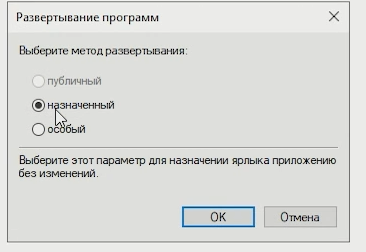 Развертывание программ
Выберите метод развертывания:
публичный
назначенный
особый
Выберите этот параметр для назначении ярлыка приложению
без изменений.
OK
Отмена